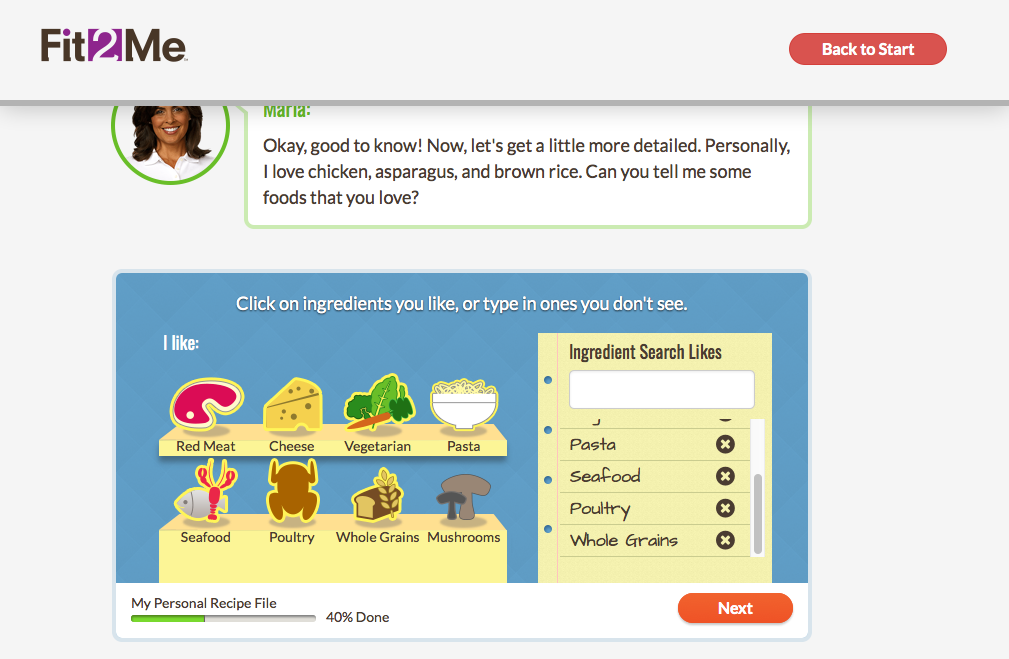 Fit2Me
Back to Start
Maria:
Okay, good to know! Now, let's get a little more detailed. Personally,
I love chicken, asparagus, and brown rice. Can you tell me some
foods that you love?
Click on ingredients you like, or type in ones you don't see.
I like:
Red Meat
Cheese
Vegetarian
Pasta
Seafood
Poultry
Whole Grains
Mushrooms
Ingredient Search Likes
Pasta
Seafood
Poultry
Whole Grains
My Personal Recipe File
40% Done
Next